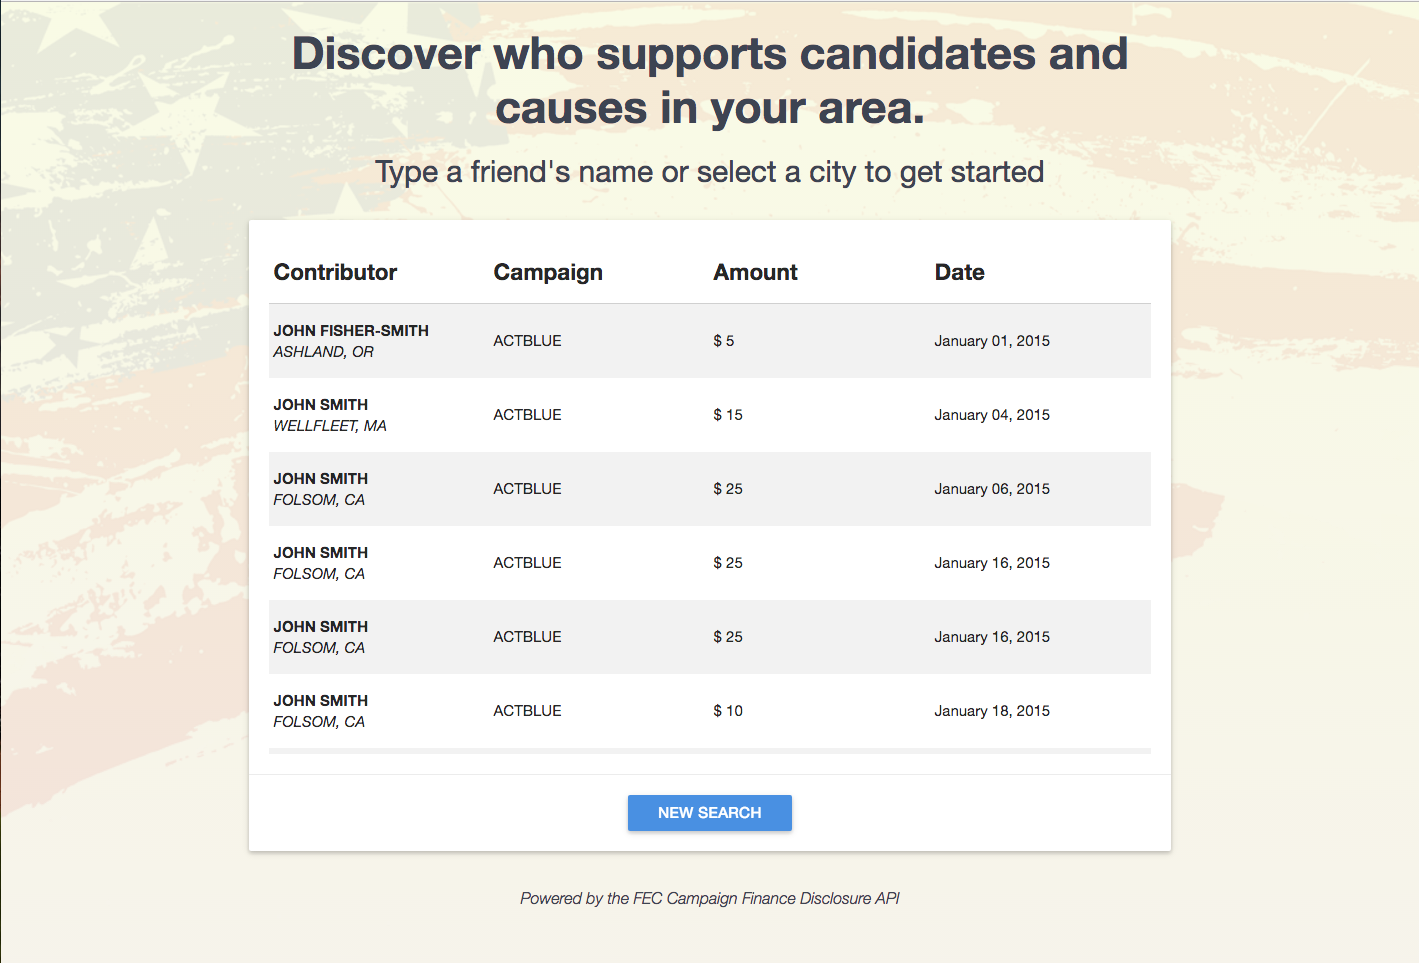 Discover who supports candidates and
causes in your area.
Type a friend's name or select a city to get started
Contributor Campaign Amount Date
JOHN FISHER-SMITH
ASHLAND, OR
ACTBLUE $ 5 January 01, 2015
JOHN SMITH
WELLFLEET, MA
ACTBLUE $ 15 January 04, 2015
JOHN SMITH
FOLSOM, CA
ACTBLUE $ 25 January 06, 2015
JOHN SMITH
FOLSOM, CA
ACTBLUE $ 25 January 16, 2015
JOHN SMITH
FOLSOM, CA
ACTBLUE $ 25 January 16, 2015
JOHN SMITH
FOLSOM, CA
ACTBLUE $ 10 January 18, 2015
NEW SEARCH
Powered by the FEC Campaign Finance Disclosure API